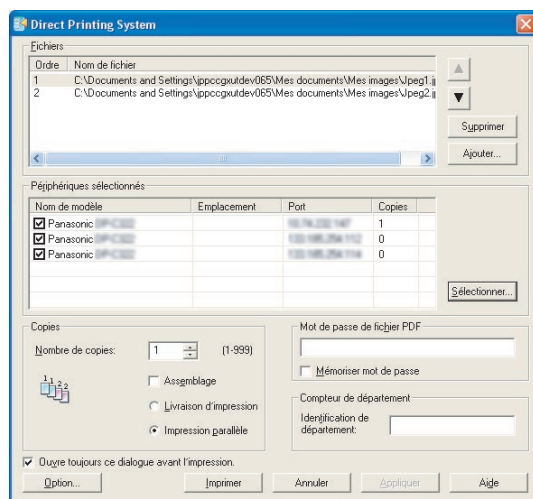 Direct Printing System
Fichiers
Ordre Nom de fichier
1 C:\Documents and Settings\jppccgxutdev065\Mes documents\Mes images\Jpeg1.j
2 C:\Documents and Settings\jppccgxutdev065\Mes documents\Mes images\Jpeg2.j
Supprimer
Ajouter...
Périphériques sélectionnés
Nom de modèle Emplacement Port Copies
Panasonic 1
Panasonic 0
Panasonic 0
Sélectionner...
Copies
Nombre de copies: 1 (1-999)
1 1 2 2
Assemblage
Livraison d'impression
Impression parallèle
Mot de passe de fichier PDF
Mémoriser mot de passe
Compteur de département
Identification de
département:
Ouvre toujours ce dialogue avant l'impression.
Option... Imprimer Annuler Appliquer Aide